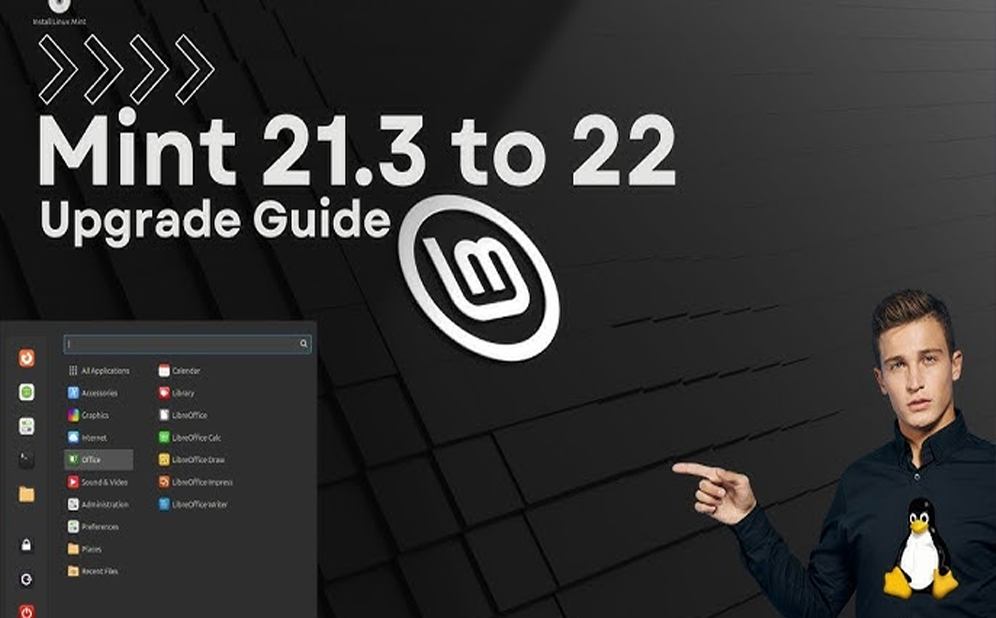 Install Linux Mint
Mint 21.3 to 22
Upgrade Guide
All Applications
Accessories
Graphics
Internet
Office
Sound & Video
Administration
Preferences
Places
Recent Files
Calendar
Library
LibreOffice
LibreOffice Calc
LibreOffice Draw
LibreOffice Impress
LibreOffice Writer